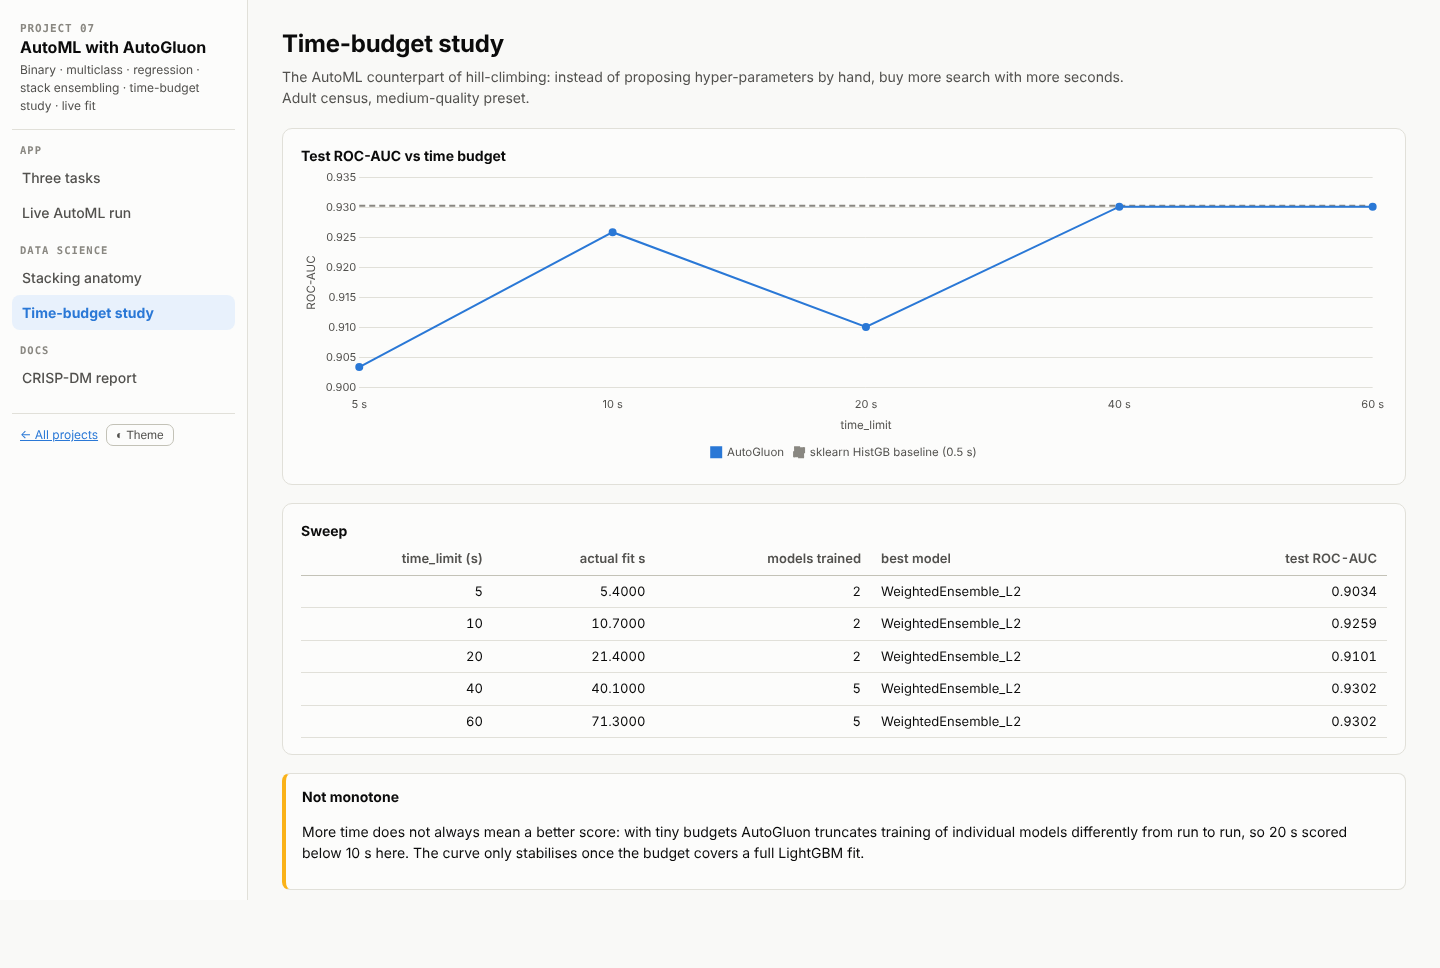 PROJECT 07
AutoML with AutoGluon
Binary · multiclass · regression ·
stack ensembling · time-budget
study · live fit
APP
Three tasks
Live AutoML run
DATA SCIENCE
Stacking anatomy
Time-budget study
DOCS
CRISP-DM report
← All projects
Theme
Time-budget study
The AutoML counterpart of hill-climbing: instead of proposing hyper-parameters by hand, buy more search with more seconds.
Adult census, medium-quality preset.
Test ROC-AUC vs time budget
0.935
0.930
0.925
0.920
0.915
0.910
0.905
0.900
ROC-AUC
5 s 10 s 20 s 40 s 60 s
time_limit
AutoGluon sklearn HistGB baseline (0.5 s)
Sweep
time_limit (s) actual fit s models trained best model test ROC-AUC
5 5.4000 2 WeightedEnsemble_L2 0.9034
10 10.7000 2 WeightedEnsemble_L2 0.9259
20 21.4000 2 WeightedEnsemble_L2 0.9101
40 40.1000 5 WeightedEnsemble_L2 0.9302
60 71.3000 5 WeightedEnsemble_L2 0.9302
Not monotone
More time does not always mean a better score: with tiny budgets AutoGluon truncates training of individual models differently from run to run, so 20 s scored
below 10 s here. The curve only stabilises once the budget covers a full LightGBM fit.